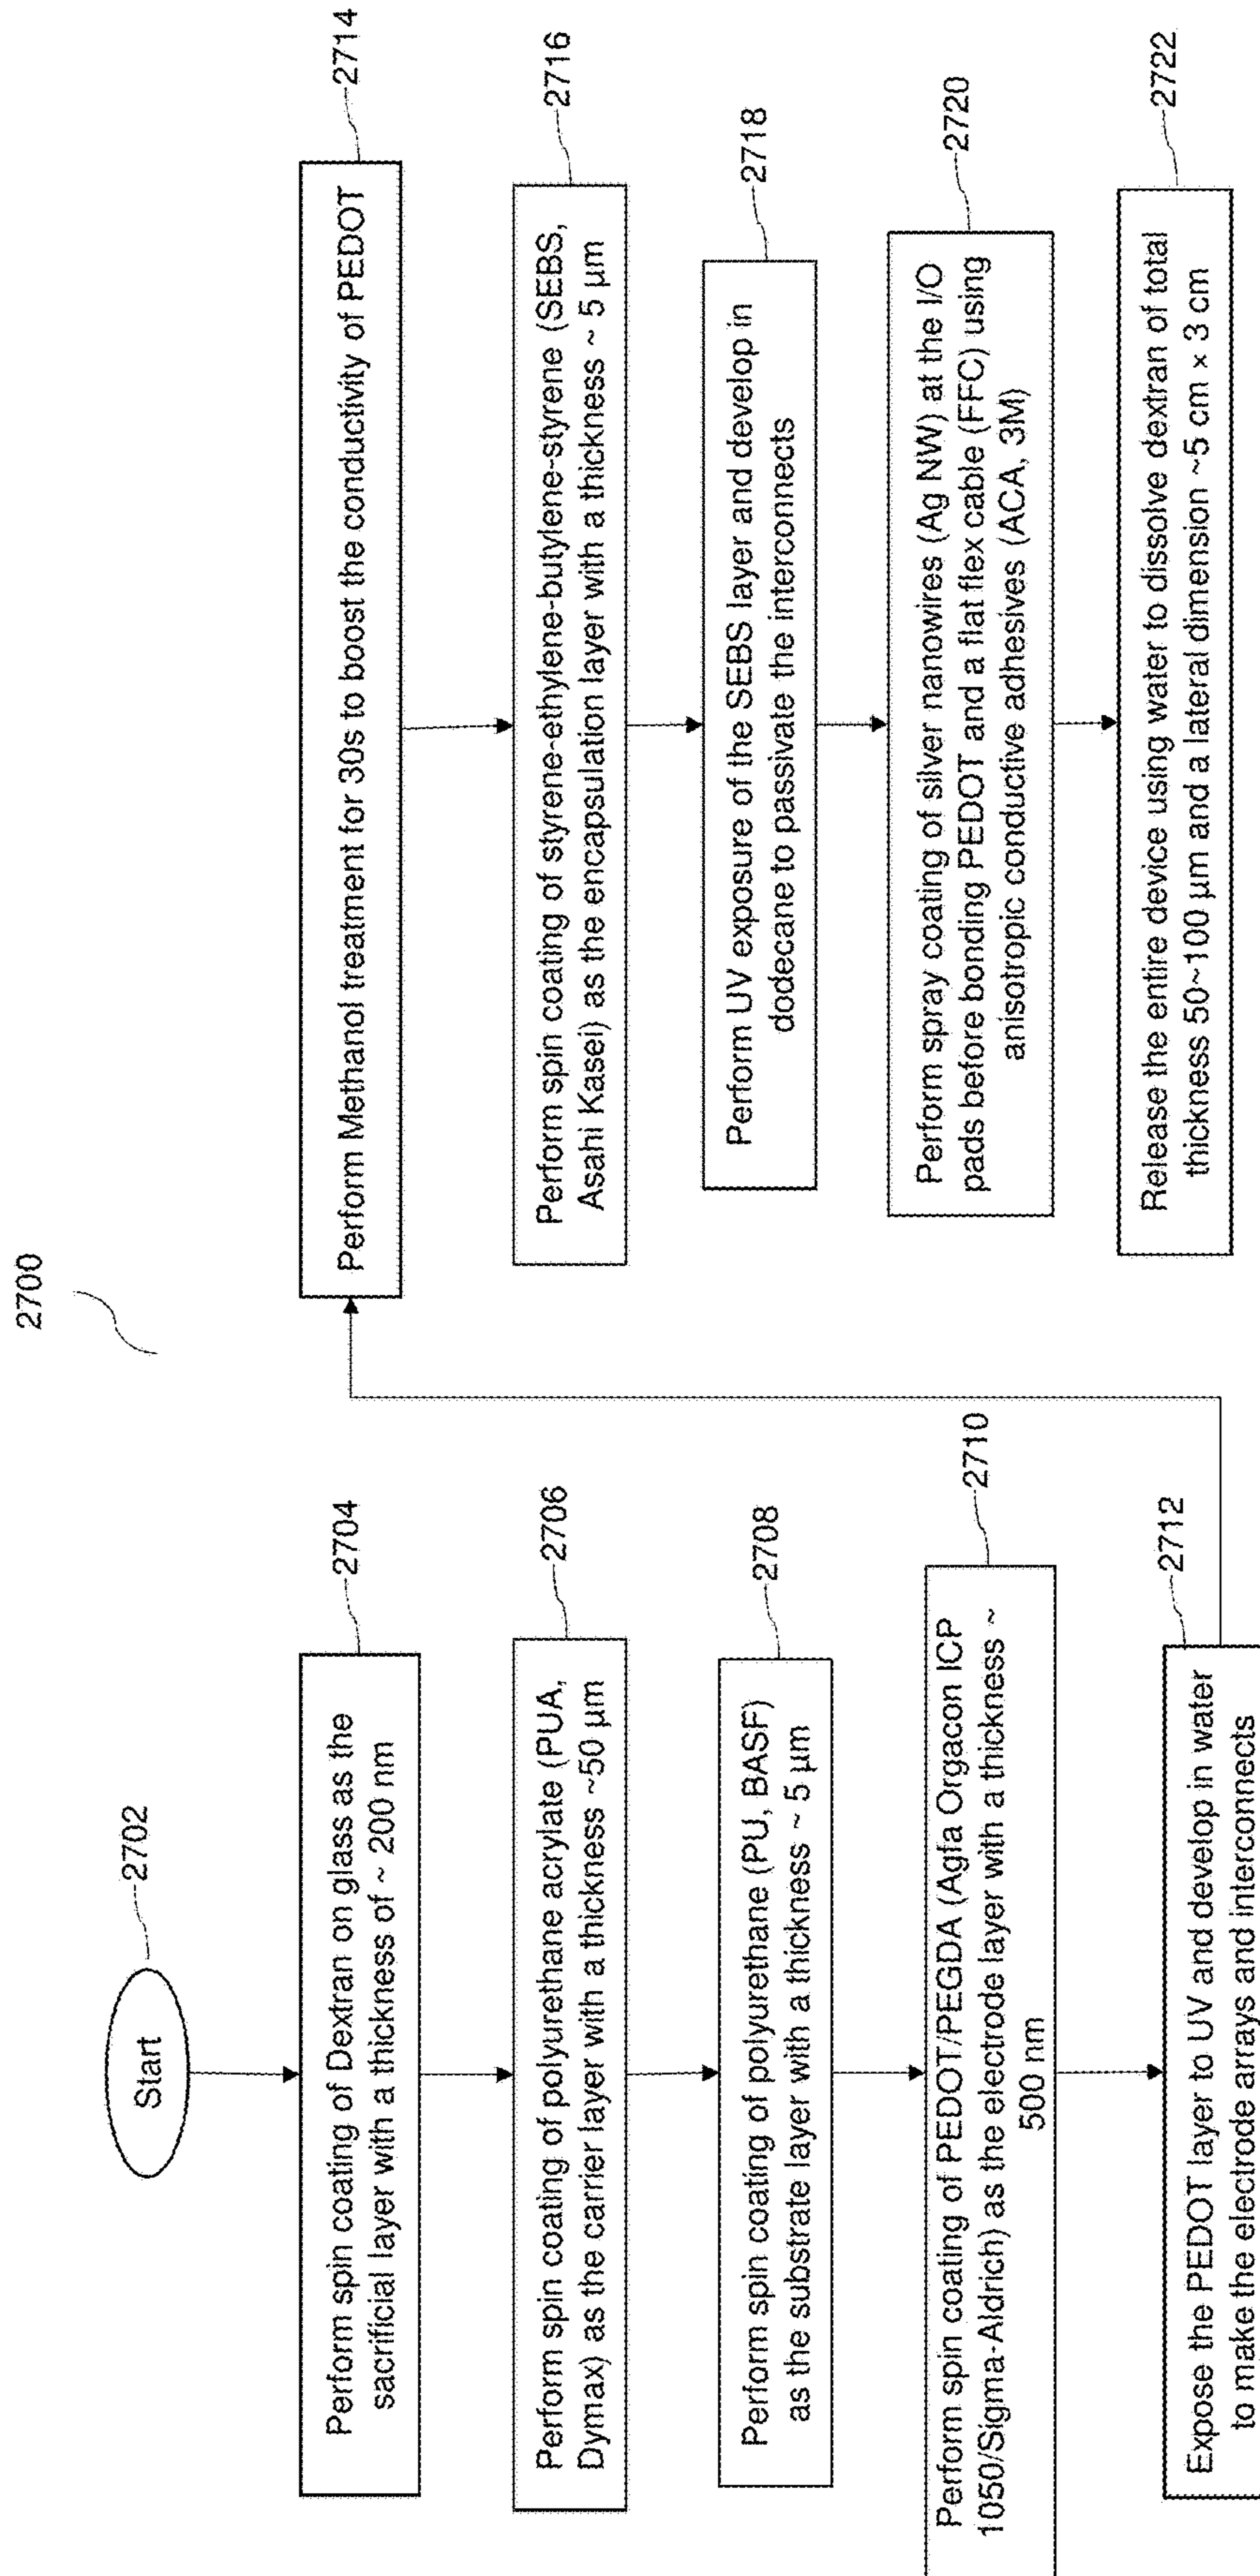 2700
Start
2702
Perform spin coating of Dextran on glass as the
sacrificial layer with a thickness of ~ 200 nm
2704
Perform spin coating of polyurethane acrylate (PUA,
Dymax) as the carrier layer with a thickness ~50 µm
2706
Perform spin coating of polyurethane (PU, BASF)
as the substrate layer with a thickness ~ 5 µm
2708
Perform spin coating of PEDOT/PEGDA (Agfa Orgacon ICP
1050/Sigma-Aldrich) as the electrode layer with a thickness ~
500 nm
2710
Expose the PEDOT layer to UV and develop in water
to make the electrode arrays and interconnects
2712
Perform Methanol treatment for 30s to boost the conductivity of PEDOT
2714
Perform spin coating of styrene-ethylene-butylene-styrene (SEBS,
Asahi Kasei) as the encapsulation layer with a thickness ~ 5 µm
2716
Perform UV exposure of the SEBS layer and develop in
dodecane to passivate the interconnects
2718
Perform spray coating of silver nanowires (Ag NW) at the I/O
pads before bonding PEDOT and a flat flex cable (FFC) using
anisotropic conductive adhesives (ACA, 3M)
2720
Release the entire device using water to dissolve dextran of total
thickness 50~100 µm and a lateral dimension ~5 cm × 3 cm
2722